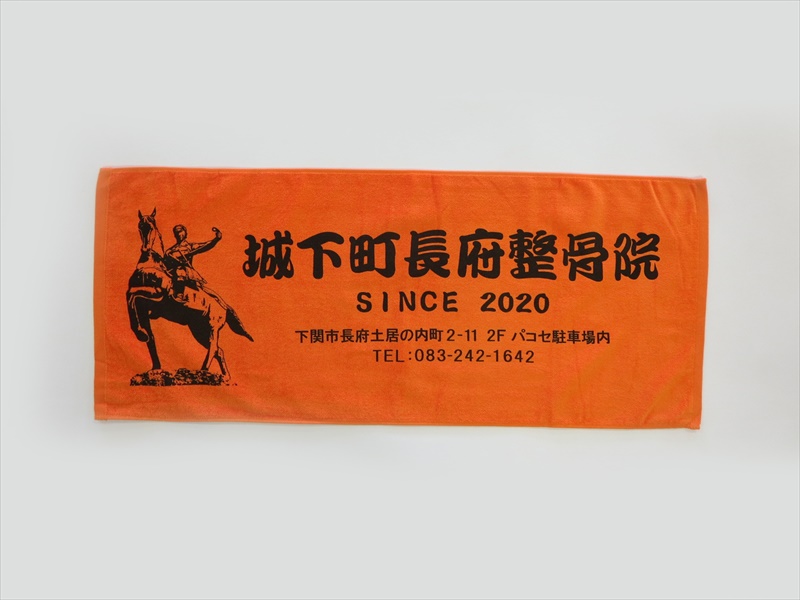 城下町長府整骨院
SINCE 2020
下関市長府土居の内町2-11 2F パコセ駐車場内
TEL:083-242-1642